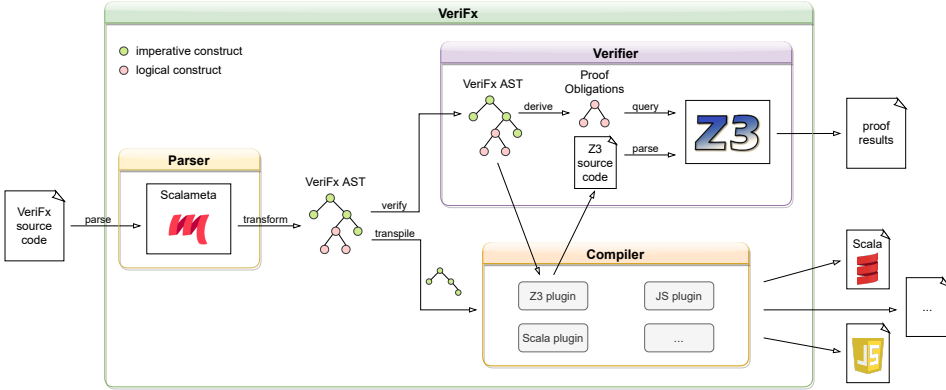 VeriFx
imperative construct
logical construct
Verifier
VeriFx AST
Proof
Obligations
derive
query
Z3
Z3
source
code
parse
proof
results
Parser
Scalameta
VeriFx
source
code
parse
transform
VeriFx AST
verify
transpile
Compiler
Z3 plugin
JS plugin
Scala plugin
...
Scala
...
JS